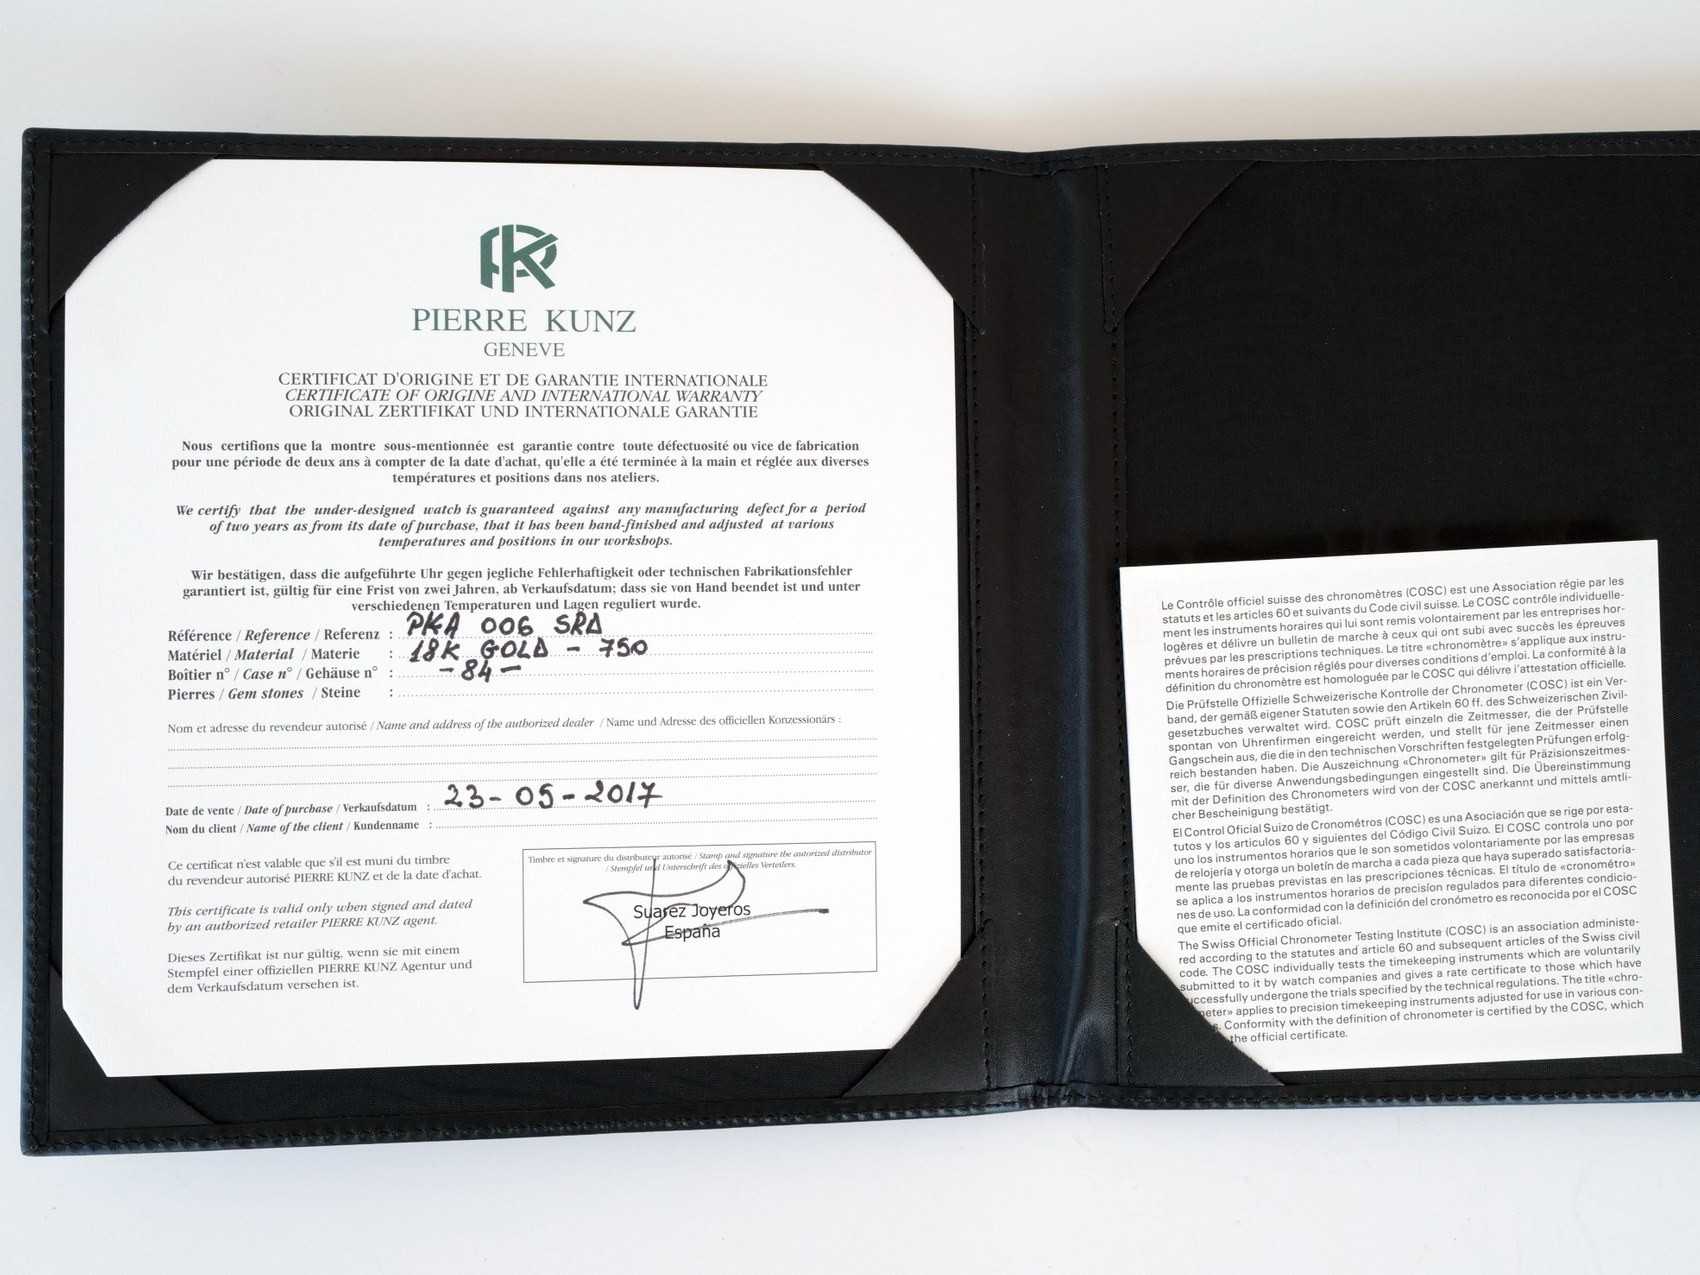 PIERRE KUNZ
GENEVE
CERTIFICAT D'ORIGINE ET DE GARANTIE INTERNATIONALE
CERTIFICATE OF ORIGINE AND INTERNATIONAL WARRANTY
ORIGINAL ZERTIFIKAT UND INTERNATIONALE GARANTIE
Nous certifions que la montre sous-mentionnée est garantie contre toute défectuosité ou vice de fabrication
pour une période de deux ans à compter de la date d'achat, qu'elle a été terminée à la main et réglée aux diverses
températures et positions dans nos ateliers.
We certify that the under-designed watch is guaranteed against any manufacturing defect for a period
of two years as from its date of purchase, that it has been hand-finished and adjusted at various
temperatures and positions in our workshops.
Wir bestätigen, dass die aufgeführte Uhr gegen jegliche Fehlerhaftigkeit oder technischen Fabrikationsfehler
garantiert ist, gültig für eine Frist von zwei Jahren, ab Verkaufsdatum; dass sie von Hand beendet ist und unter
verschiedenen Temperaturen und Lagen reguliert wurde.
Référence / Reference / Referenz : PKA 006 SRA
Matériel / Material / Materie : 18K GOLD - 750
Boîtier n° / Case n° / Gehäuse n° : - 84 -
Pierres / Gem stones / Steine :
Nom et adresse du revendeur autorisé / Name and address of the authorized dealer / Name und Adresse des officiellen Konzessionärs :
Date de vente / Date of purchase / Verkaufsdatum : 23 - 05 - 2017
Nom du client / Name of the client / Kundenname :
Ce certificat n'est valable que s'il est muni du timbre
du revendeur autorisé PIERRE KUNZ et de la date d'achat.
This certificate is valid only when signed and dated
by an authorized retailer PIERRE KUNZ agent.
Dieses Zertifikat ist nur gültig, wenn sie mit einem
Stempfel einer offiziellen PIERRE KUNZ Agentur und
dem Verkaufsdatum versehen ist.
Timbre et signature du distributeur autorisé / Stamp and signature the authorized distributor
/ Stempfel und Unterschrift des offizielles Verteilers.
Suarez Joyeros
España
Le Contrôle officiel suisse des chronomètres (COSC) est une Association régie par les
statuts et les articles 60 et suivants du Code civil suisse. Le COSC contrôle individuelle-
ment les instruments horaires qui lui sont remis volontairement par les entreprises hor-
logères et délivre un bulletin de marche à ceux qui ont subi avec succès les épreuves
prévues par les prescriptions techniques. Le titre «chronomètre» s'applique aux instru-
ments horaires de précision réglés pour diverses conditions d'emploi. La conformité à la
définition du chronomètre est homologuée par le COSC qui délivre l'attestation officielle.
Die Prüfstelle Offizielle Schweizerische Kontrolle der Chronometer (COSC) ist ein Ver-
band, der gemäß eigener Statuten sowie den Artikeln 60 ff. des Schweizerischen Zivil-
gesetzbuches verwaltet wird. COSC prüft einzeln die Zeitmesser, die der Prüfstelle
spontan von Uhrenfirmen eingereicht werden, und stellt für jene Zeitmesser einen
Gangschein aus, die die in den technischen Vorschriften festgelegten Prüfungen erfolg-
reich bestanden haben. Die Auszeichnung «Chronometer» gilt für Präzisionszeitmes-
ser, die für diverse Anwendungsbedingungen eingestellt sind. Die Übereinstimmung
mit der Definition des Chronometers wird von der COSC anerkannt und mittels amtli-
cher Bescheinigung bestätigt.
El Control Oficial Suizo de Cronométros (COSC) es una Asociación que se rige por esta-
tutos y los articulos 60 y siguientes del Código Civil Suizo. El COSC controla uno por
uno los instrumentos horarios que le son sometidos voluntariamente por las empresas
de relojería y otorga un boletín de marcha a cada pieza que haya superado satisfactoria-
mente las pruebas previstas en las prescripciones técnicas. El título de «cronométro»
se aplica a los instrumentos horarios de precisíon regulados para diferentes condicio-
nes de uso. La conformidad con la definición del cronómetro es reconocida por el COSC
que emite el certificado oficial.
The Swiss Official Chronometer Testing Institute (COSC) is an association administe-
red according to the statutes and article 60 and subsequent articles of the Swiss civil
code. The COSC individually tests the timekeeping instruments which are voluntarily
submitted to it by watch companies and gives a rate certificate to those which have
uccessfully undergone the trials specified by the technical regulations. The title «chro-
meter» applies to precision timekeeping instruments adjusted for use in various con-
s. Conformity with the definition of chronometer is certified by the COSC, which
the official certificate.